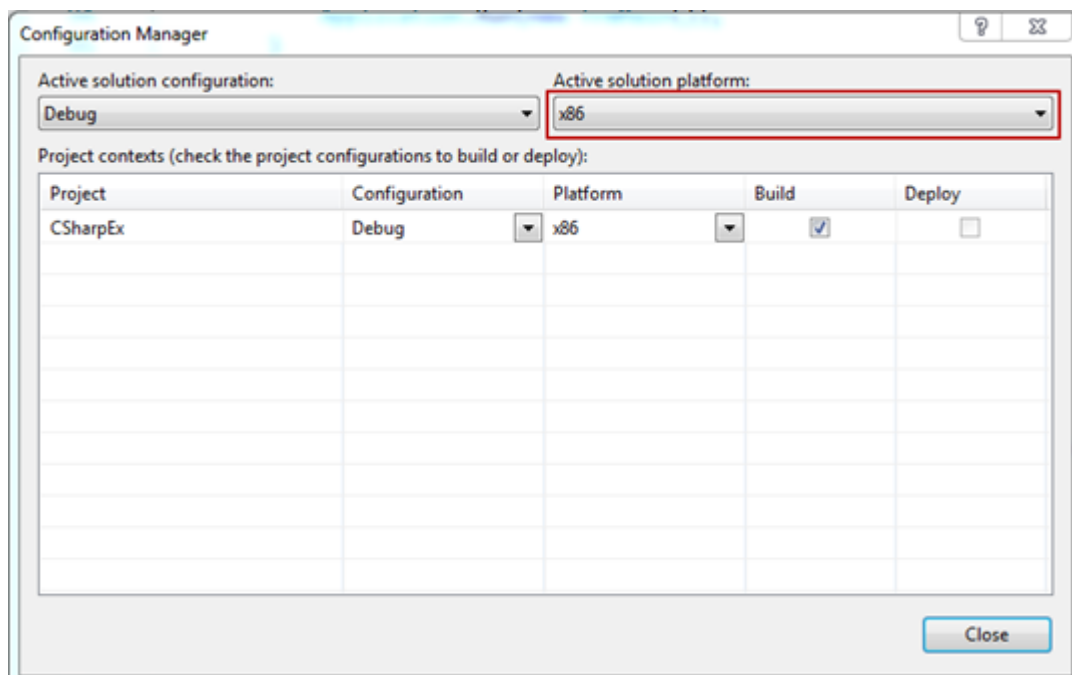 Configuration Manager
Active solution configuration: Active solution platform:
Debug x86
Project contexts (check the project configurations to build or deploy):
Project Configuration Platform Build Deploy
CSharpEx Debug x86
Close